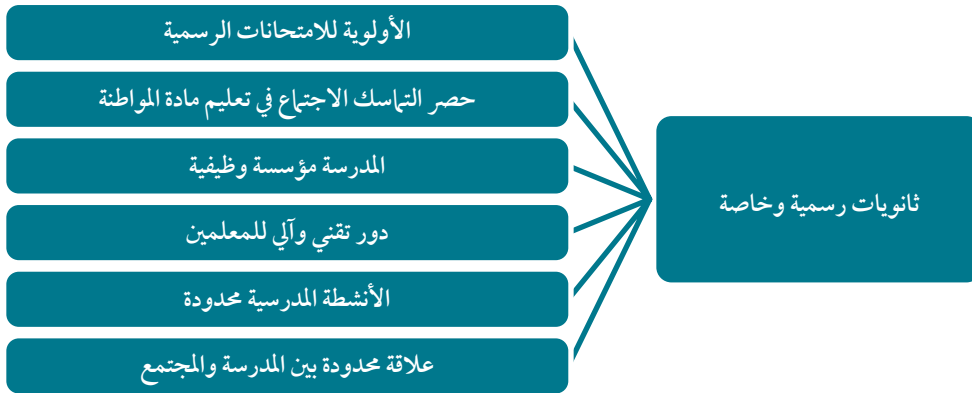 ثانويات رسمية وخاصة
الأولوية للامتحانات الرسمية
حصر التماسك الاجتماع في تعليم مادة المواطنة
المدرسة مؤسسة وظيفية
دور تقني وآلي للمعلمين
الأنشطة المدرسية محدودة
علاقة محدودة بين المدرسة والمجتمع